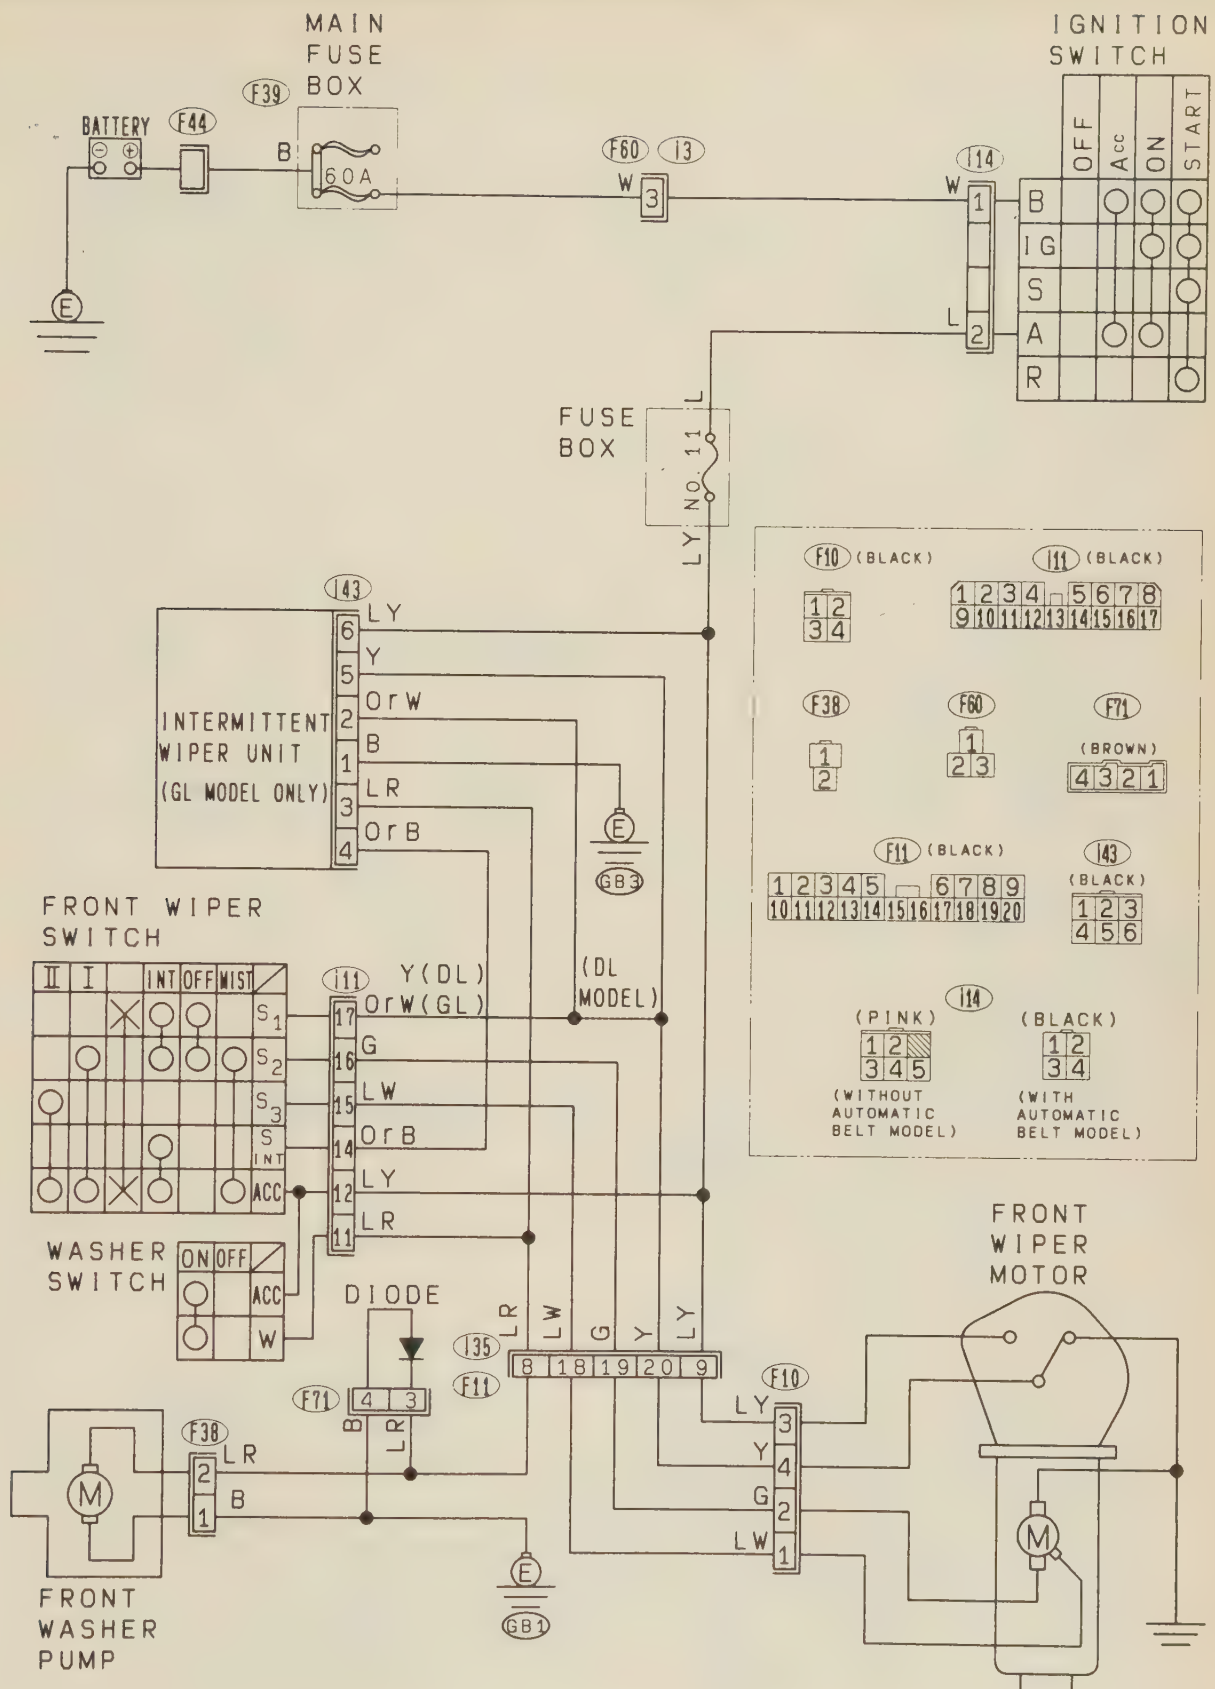 MAIN
FUSE
BOX
F39
BATTERY
F44
B
60A
E
F60
i3
W
3
i14
W
1
L
2
IGNITION
SWITCH
OFF
Acc
ON
START
B
IG
S
A
R
FUSE
BOX
L
No. 11
LY
i43
6 LY
5 Y
2 OrW
1 B
3 LR
4 OrB
INTERMITTENT
WIPER UNIT
(GL MODEL ONLY)
E
GB3
F10 (BLACK)
1 2
3 4
i11 (BLACK)
1 2 3 4 5 6 7 8
9 10 11 12 13 14 15 16 17
F38
1
2
F60
1
2 3
F71
(BROWN)
4 3 2 1
F11 (BLACK)
1 2 3 4 5 6 7 8 9
10 11 12 13 14 15 16 17 18 19 20
i43
(BLACK)
1 2 3
4 5 6
i14
(PINK)
1 2
3 4 5
(WITHOUT
AUTOMATIC
BELT MODEL)
(BLACK)
1 2
3 4
(WITH
AUTOMATIC
BELT MODEL)
FRONT WIPER
SWITCH
II I INT OFF MIST
S1
S2
S3
S INT
ACC
i11
Y(DL)
17 OrW(GL)
(DL
MODEL)
16 G
15 LW
14 OrB
12 LY
11 LR
WASHER
SWITCH
ON OFF
ACC
W
DIODE
F71
4 3
B
LR
i35
F11
LR LW G Y LY
8 18 19 20 9
F10
LY 3
Y 4
G 2
LW 1
FRONT
WIPER
MOTOR
M
F38
2 LR
1 B
M
FRONT
WASHER
PUMP
E
GB1